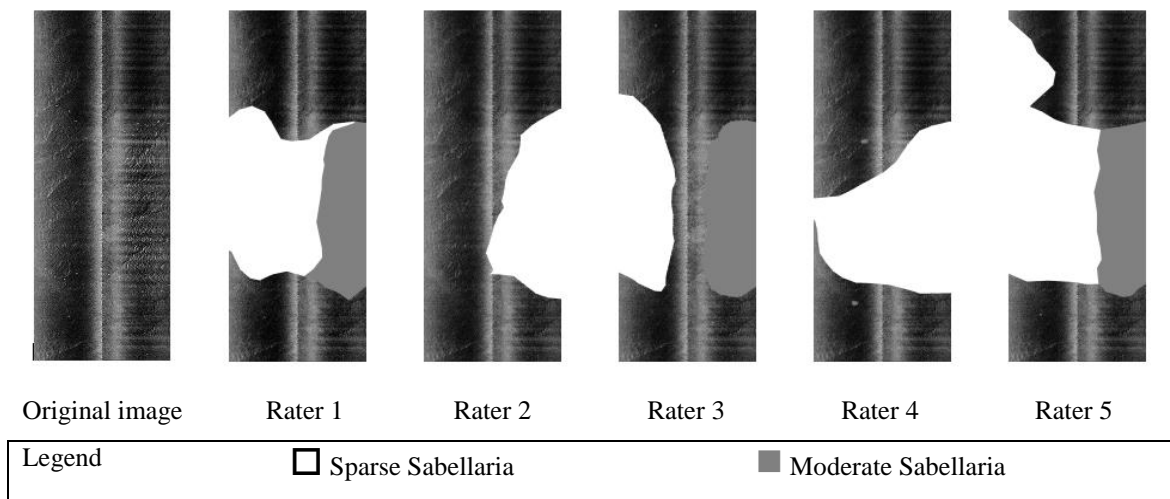 Original image Rater 1 Rater 2 Rater 3 Rater 4 Rater 5
Legend Sparse Sabellaria Moderate Sabellaria